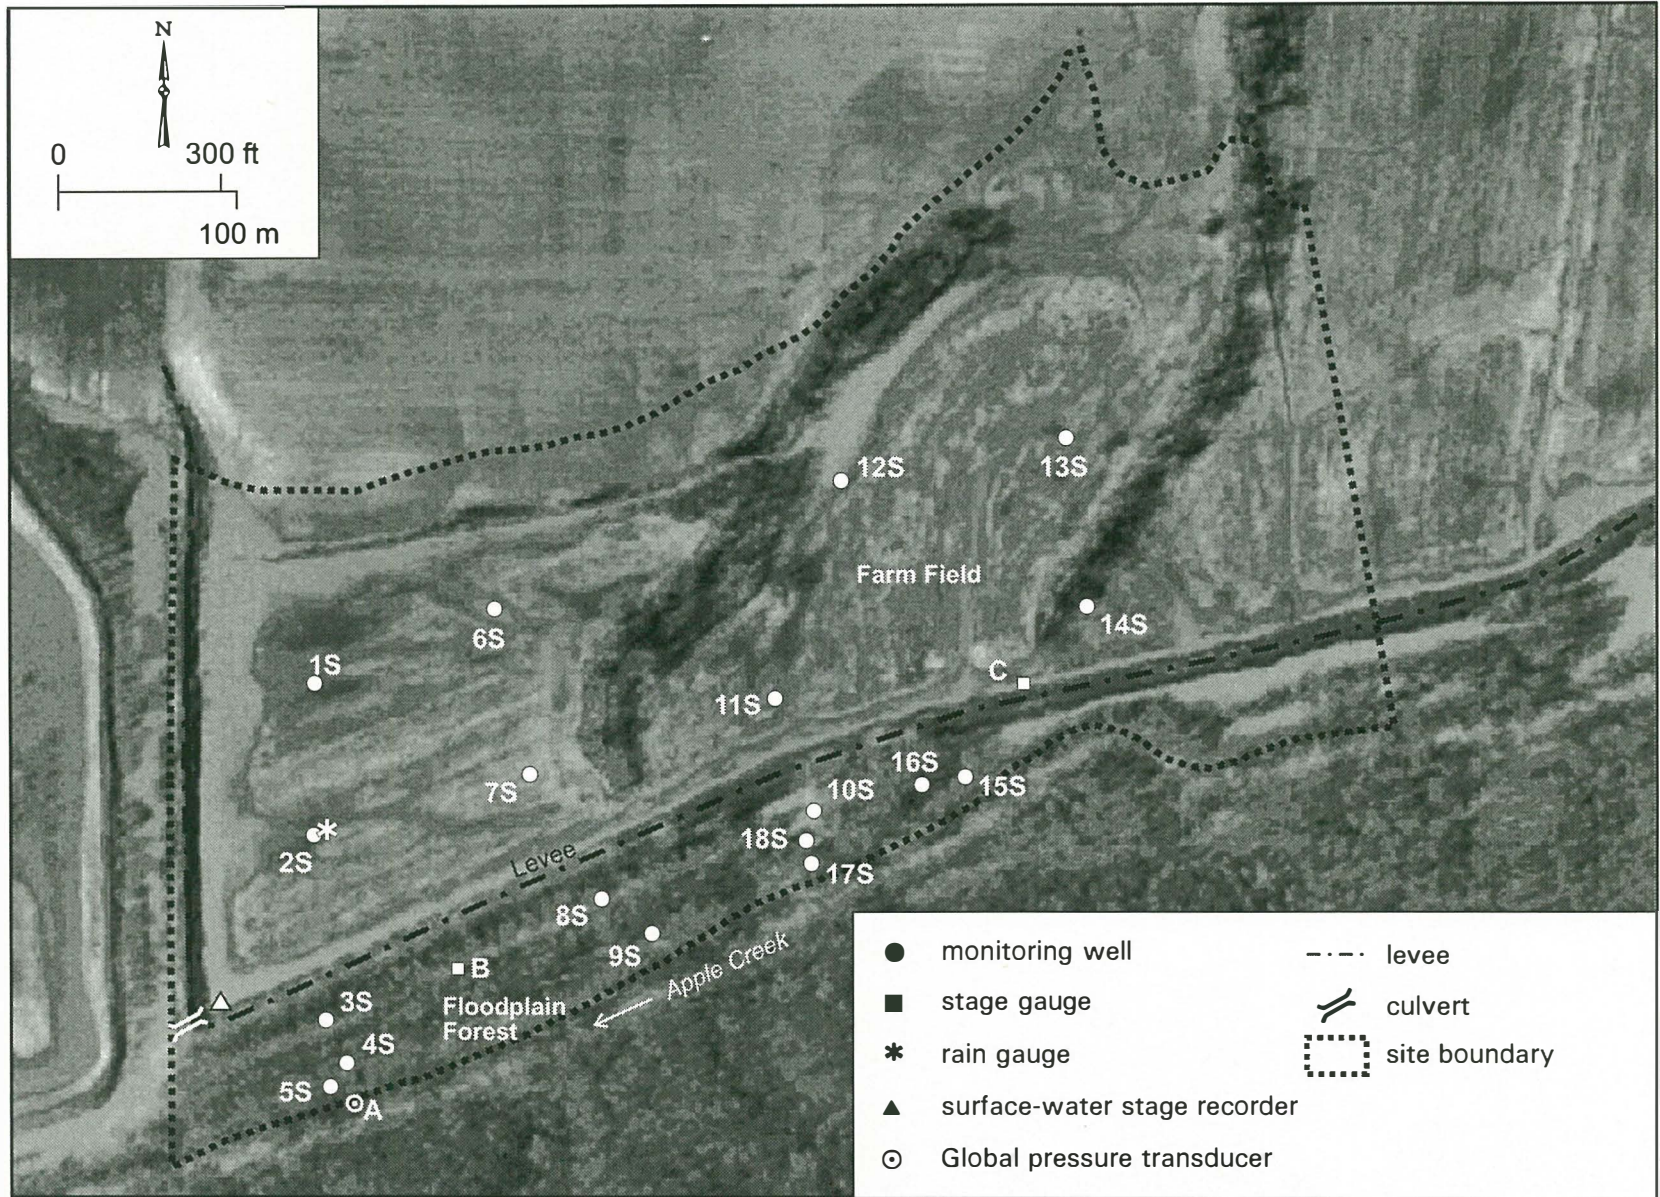 N
0 300 ft
100 m
12S
13S
Farm Field
6S
14S
1S
C
11S
16S
7S
10S
15S
18S
2S
Levee
17S
8S
9S
Apple Creek
B
3S
Floodplain
Forest
4S
5S
A
monitoring well
stage gauge
rain gauge
surface-water stage recorder
Global pressure transducer
levee
culvert
site boundary